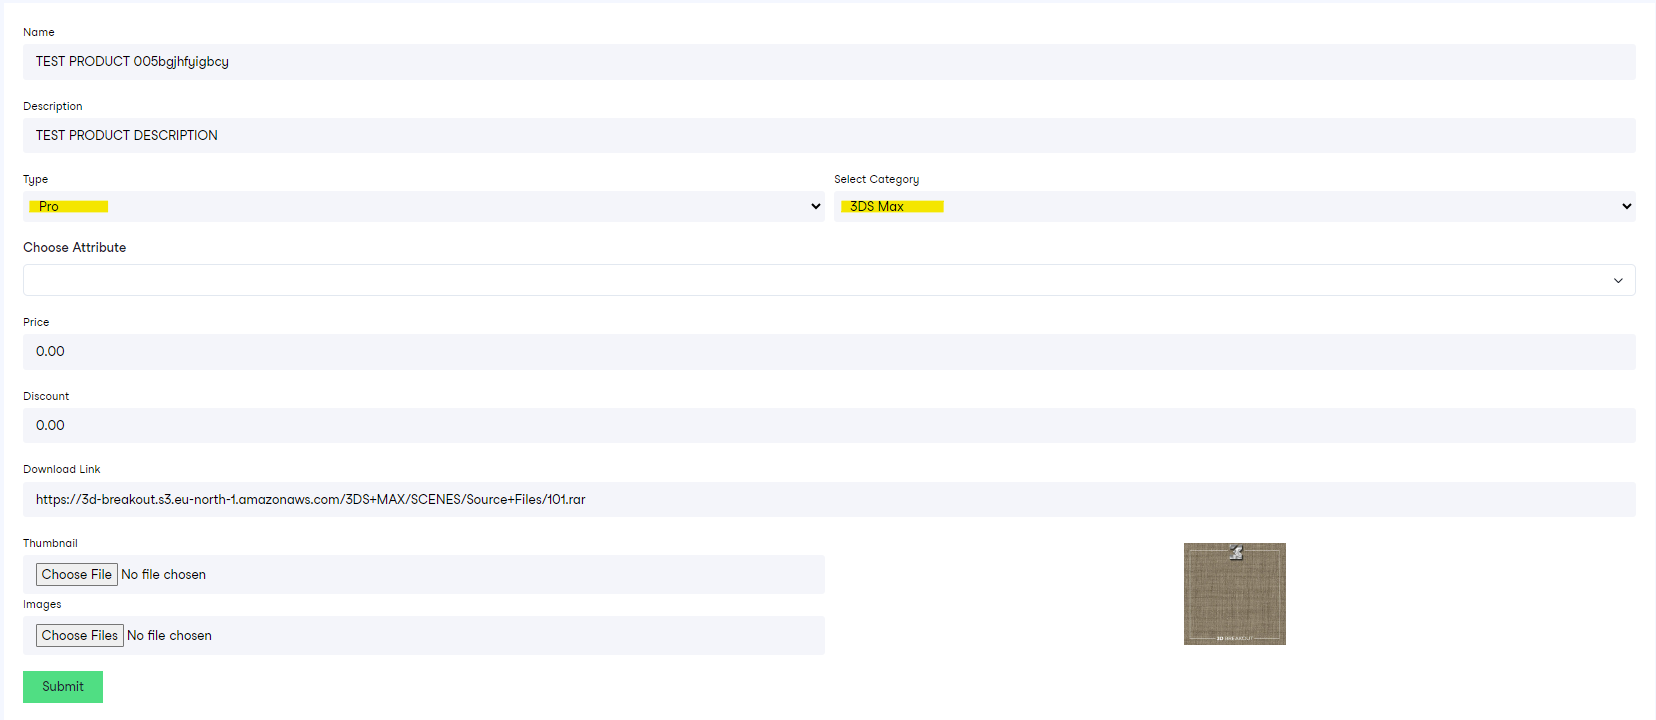 Name
TEST PRODUCT 005bgjhfyigbcy
Description
TEST PRODUCT DESCRIPTION
Type Select Category
Pro 3DS Max
Choose Attribute
Price
0.00
Discount
0.00
Download Link
https://3d-breakout.s3.eu-north-1.amazonaws.com/3DS+MAX/SCENES/Source+Files/101.rar
Thumbnail
Choose File No file chosen
Images
Choose Files No file chosen
3D BREAKOUT
Submit